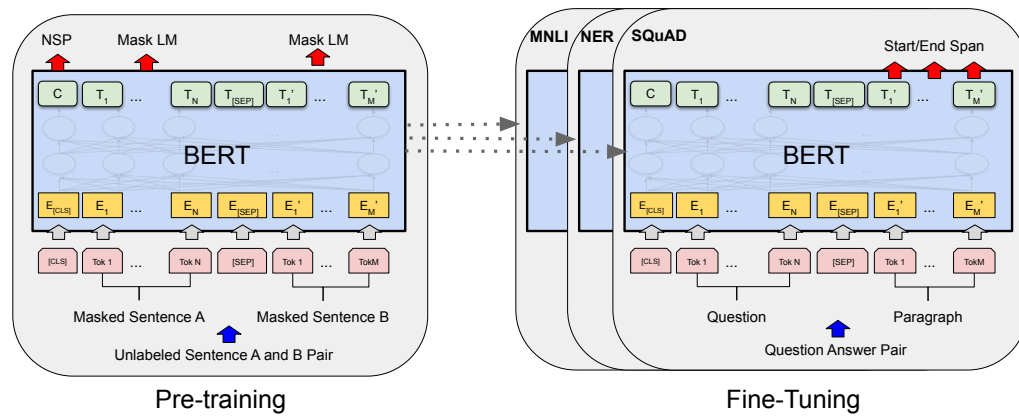 NSP Mask LM Mask LM
C T1 ... TN T[SEP] T1' ... TM'
... 
...
BERT
E[CLS] E1 ... EN E[SEP] E1' ... EM'
[CLS] Tok 1 ... Tok N [SEP] Tok 1 ... TokM
Masked Sentence A Masked Sentence B
Unlabeled Sentence A and B Pair
Pre-training
MNLI NER SQuAD
Start/End Span
C T1 ... TN T[SEP] T1' ... TM'
...
...
BERT
E[CLS] E1 ... EN E[SEP] E1' ... EM'
[CLS] Tok 1 ... Tok N [SEP] Tok 1 ... TokM
Question Paragraph
Question Answer Pair
Fine-Tuning